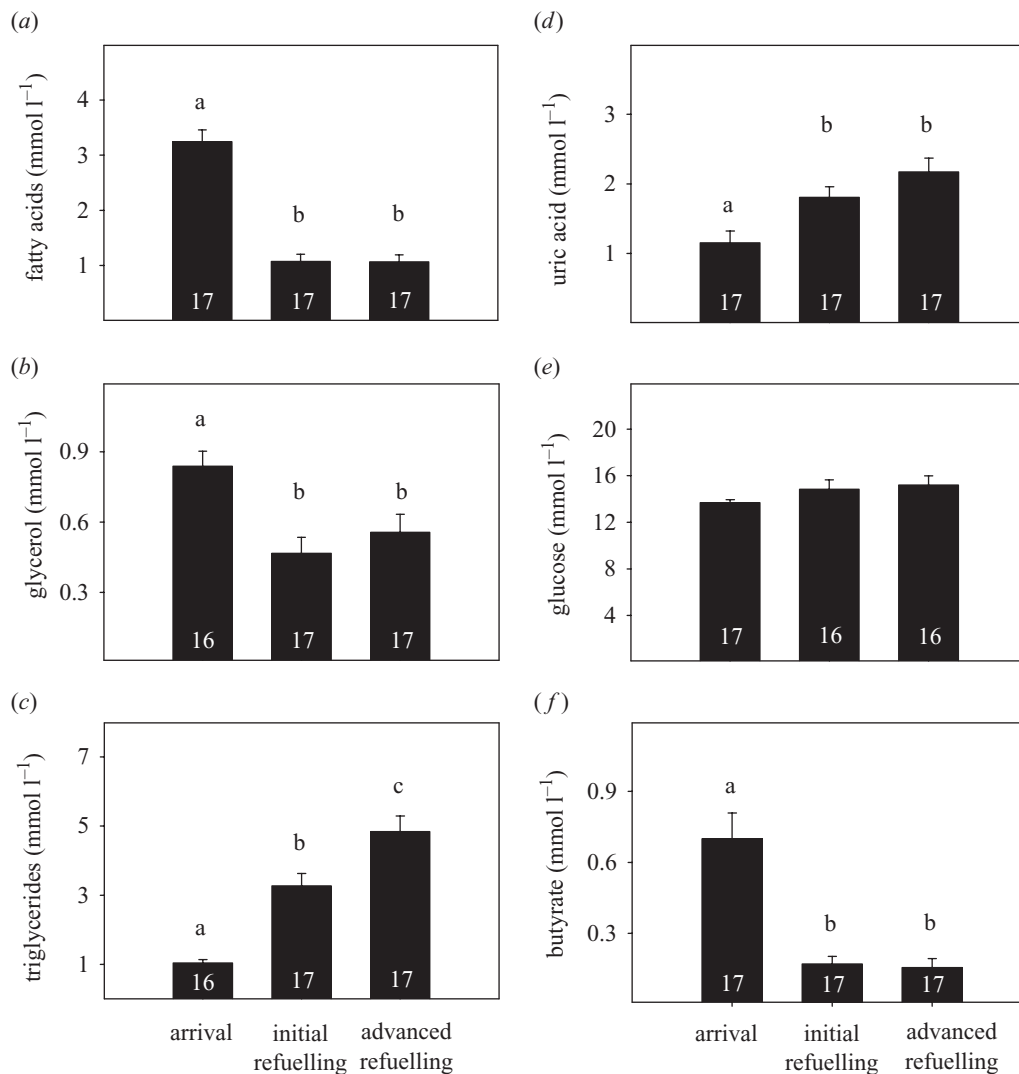 (a)
fatty acids (mmol l⁻¹)
4
3
2
1
a
b
b
17
17
17
(b)
glycerol (mmol l⁻¹)
0.9
0.6
0.3
a
b
b
16
17
17
(c)
triglycerides (mmol l⁻¹)
7
5
3
1
a
b
c
16
17
17
arrival
initial
refuelling
advanced
refuelling
(d)
uric acid (mmol l⁻¹)
3
2
1
a
b
b
17
17
17
(e)
glucose (mmol l⁻¹)
20
16
12
8
4
17
16
16
(f)
butyrate (mmol l⁻¹)
0.9
0.6
0.3
a
b
b
17
17
17
arrival
initial
refuelling
advanced
refuelling